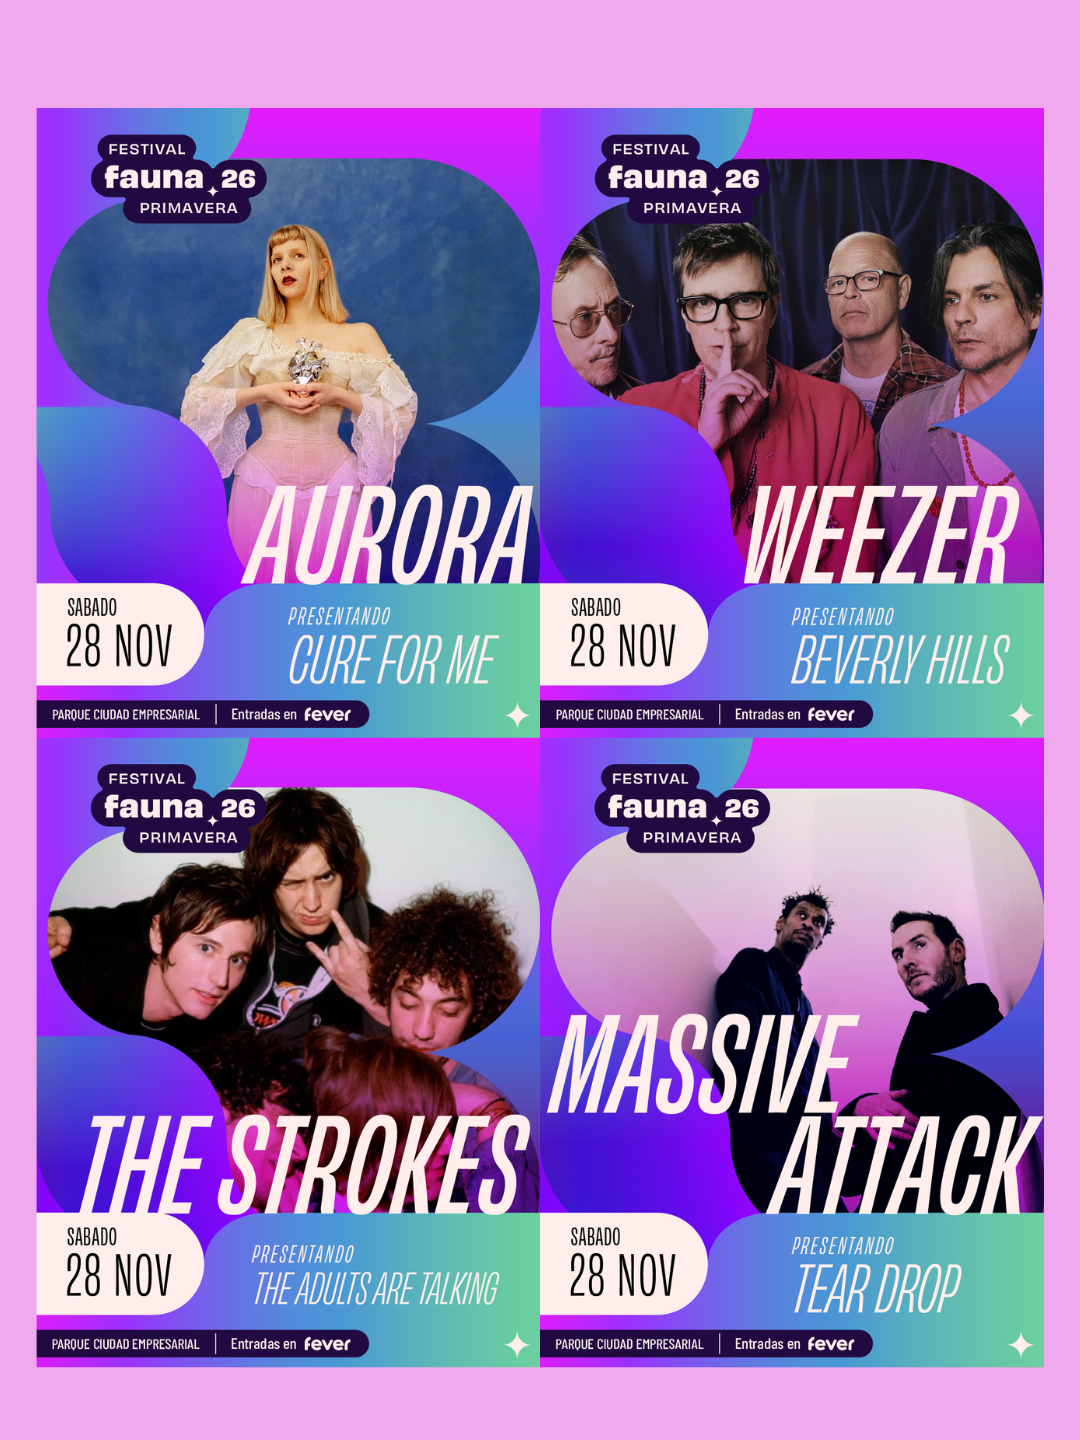 FESTIVAL
fauna 26
PRIMAVERA
AURORA
SABADO
28 NOV
PRESENTANDO
CURE FOR ME
PARQUE CIUDAD EMPRESARIAL | Entradas en fever
FESTIVAL
fauna 26
PRIMAVERA
WEEZER
SABADO
28 NOV
PRESENTANDO
BEVERLY HILLS
PARQUE CIUDAD EMPRESARIAL | Entradas en fever
FESTIVAL
fauna 26
PRIMAVERA
THE STROKES
SABADO
28 NOV
PRESENTANDO
THE ADULTS ARE TALKING
PARQUE CIUDAD EMPRESARIAL | Entradas en fever
FESTIVAL
fauna 26
PRIMAVERA
MASSIVE
ATTACK
SABADO
28 NOV
PRESENTANDO
TEAR DROP
PARQUE CIUDAD EMPRESARIAL | Entradas en fever